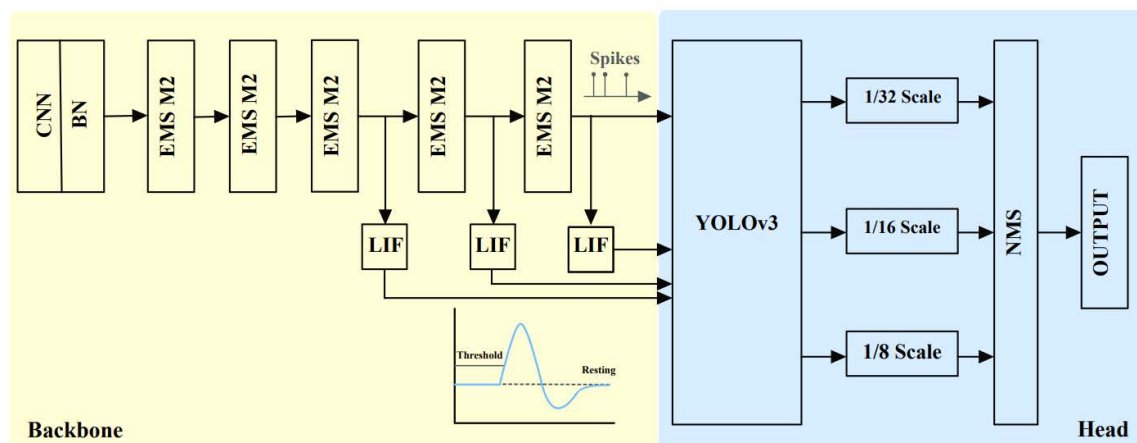 CNN
BN
EMS M2
EMS M2
EMS M2
EMS M2
EMS M2
Spikes
LIF
LIF
LIF
Threshold
Resting
Backbone
YOLOv3
1/32 Scale
1/16 Scale
1/8 Scale
NMS
OUTPUT
Head